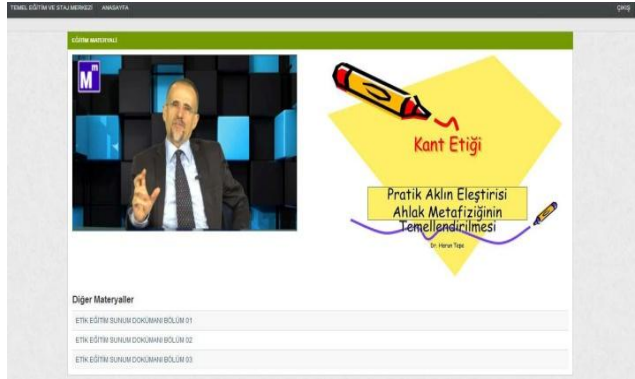 TEMEL EĞİTİM VE STAJ MERKEZİ ANASAYFA ÇIKIŞ
EĞİTİM MATERYALİ
Mm
Kant Etiği
Pratik Aklın Eleştirisi
Ahlak Metafiziğinin
Temellendirilmesi
Dr. Harun Tepe
Diğer Materyaller
ETİK EĞİTİM SUNUM DOKÜMANI BÖLÜM 01
ETİK EĞİTİM SUNUM DOKÜMANI BÖLÜM 02
ETİK EĞİTİM SUNUM DOKÜMANI BÖLÜM 03